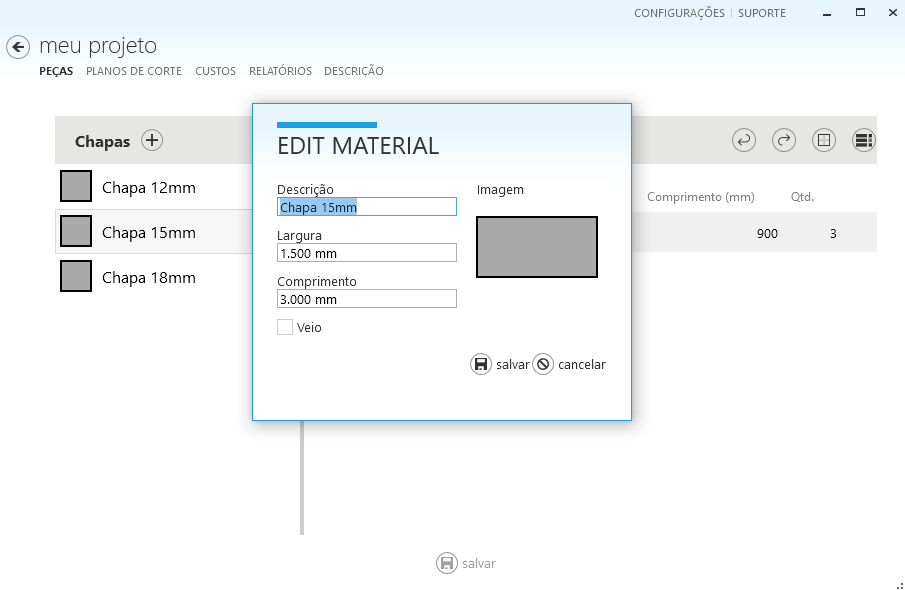 CONFIGURAÇÕES | SUPORTE
meu projeto
PEÇAS PLANOS DE CORTE CUSTOS RELATÓRIOS DESCRIÇÃO
Chapas
Chapa 12mm
Chapa 15mm
Chapa 18mm
EDIT MATERIAL
Descrição
Chapa 15mm
Largura
1.500 mm
Comprimento
3.000 mm
Veio
Imagem
salvar cancelar
Comprimento (mm) Qtd.
900 3
salvar